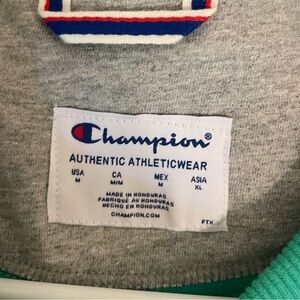 Champion
AUTHENTIC ATHLETICWEAR
USA CA MEX ASIA
M M/M M XL
MADE IN HONDURAS
FABRIQUÉ AU HONDURAS
HECHO EN HONDURAS
CHAMPION.COM
FTX